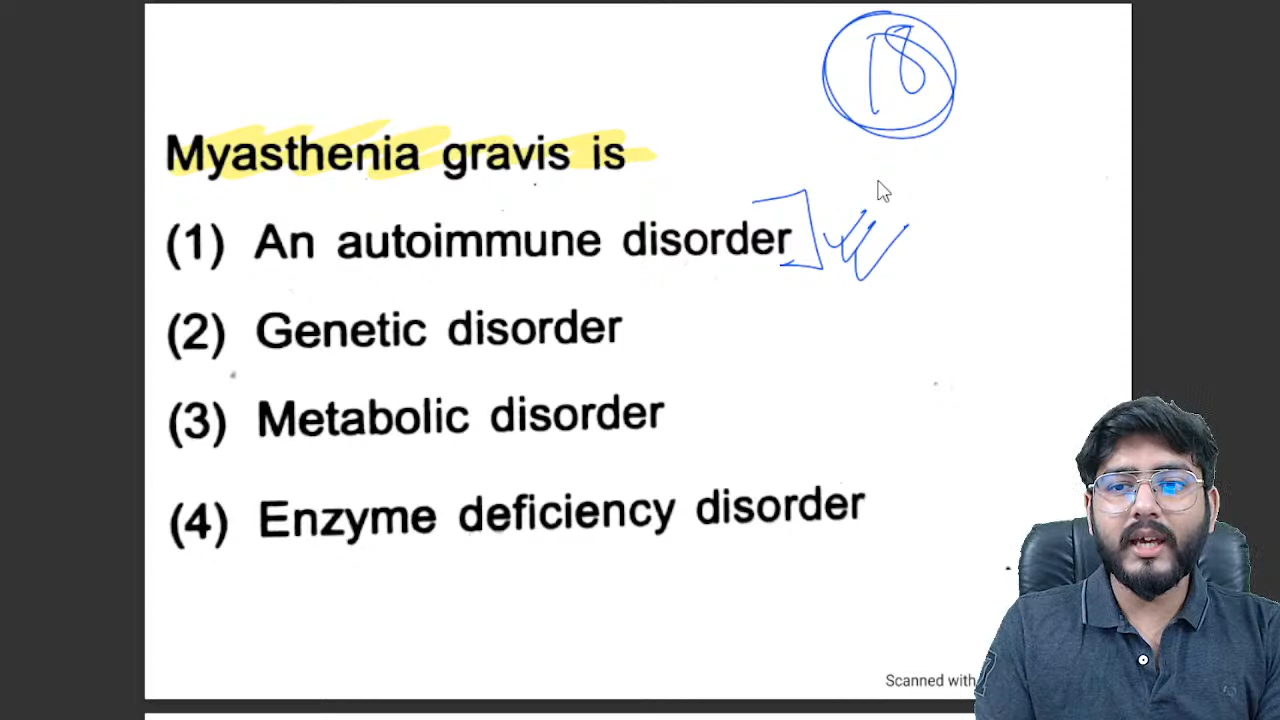 18
Myasthenia gravis is
(1) An autoimmune disorder
(2) Genetic disorder
(3) Metabolic disorder
(4) Enzyme deficiency disorder
Scanned with